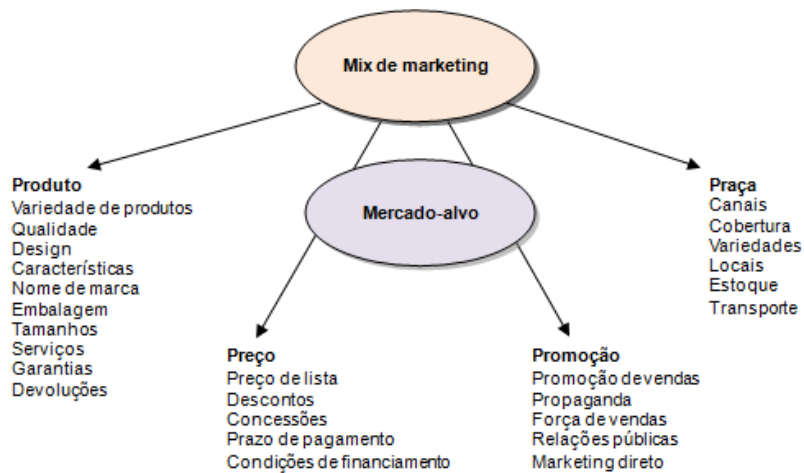 Mix de marketing
Mercado-alvo
Produto
Variedade de produtos
Qualidade
Design
Características
Nome de marca
Embalagem
Tamanhos
Serviços
Garantias
Devoluções
Preço
Preço de lista
Descontos
Concessões
Prazo de pagamento
Condições de financiamento
Promoção
Promoção de vendas
Propaganda
Força de vendas
Relações públicas
Marketing direto
Praça
Canais
Cobertura
Variedades
Locais
Estoque
Transporte